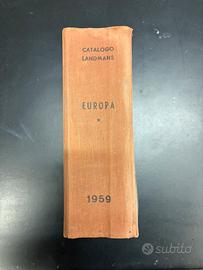 CATALOGO
LANDMANS
EUROPA
*
1959
subito